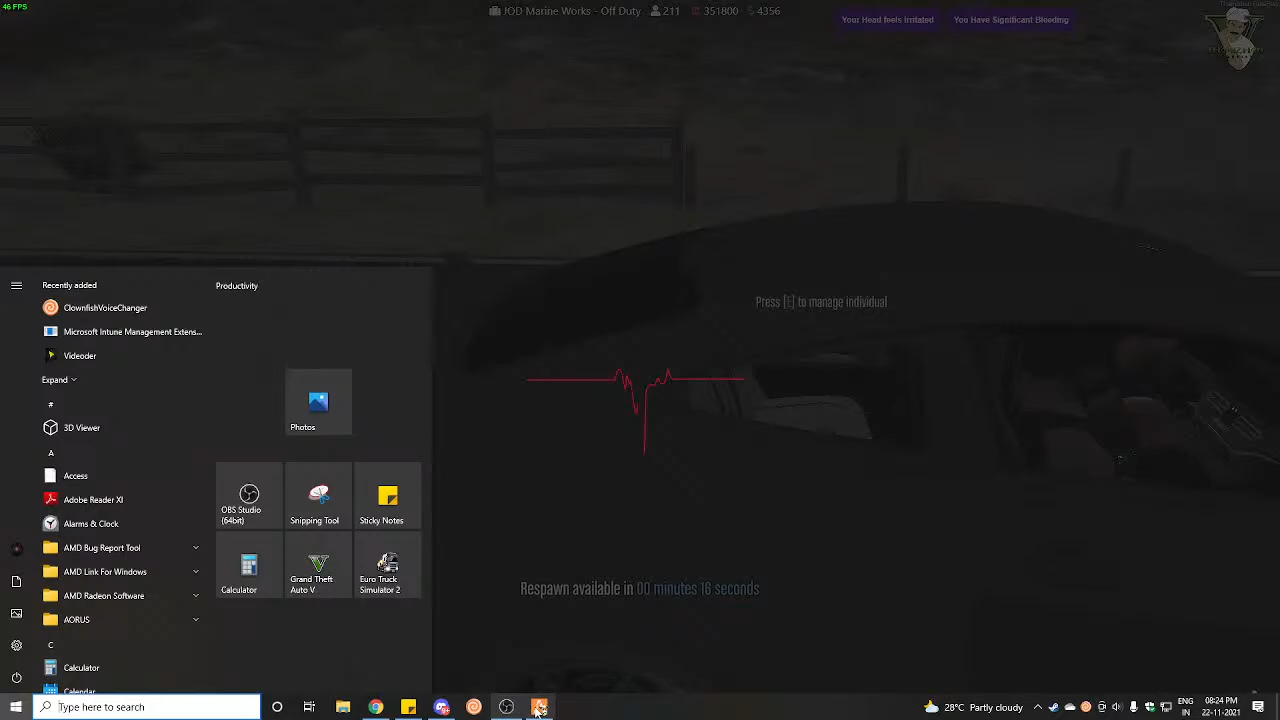 46 FPS
JOD Marine Works - Off Duty 211 351800 4356
Your Head feels Irritated
You Have Significant Bleeding
Press [E] to manage individual
Respawn available in 00 minutes 16 seconds
Recently added
ClownfishVoiceChanger
Microsoft Intune Management Extens...
Videoder
Expand
#
3D Viewer
A
Access
Adobe Reader XI
Alarms & Clock
AMD Bug Report Tool
AMD Link For Windows
AMD Radeon Software
AORUS
C
Calculator
Calendar
Productivity
Photos
OBS Studio
(64bit)
Snipping Tool
Sticky Notes
Calculator
Grand Theft
Auto V
Euro Truck
Simulator 2
Type here to search
28°C Partly cloudy
ENG
IN
08:24 PM
22-11-2021